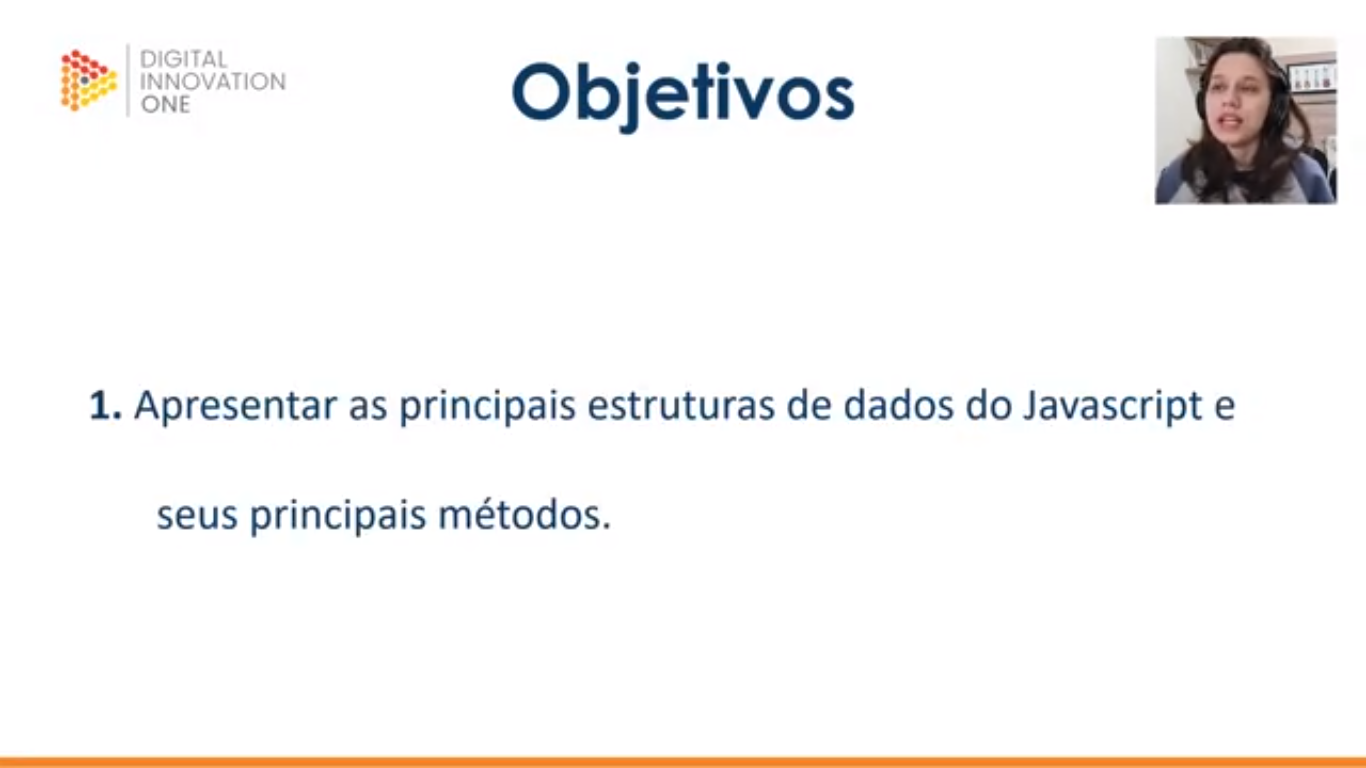 DIGITAL
INNOVATION
ONE
Objetivos
1. Apresentar as principais estruturas de dados do Javascript e
seus principais métodos.